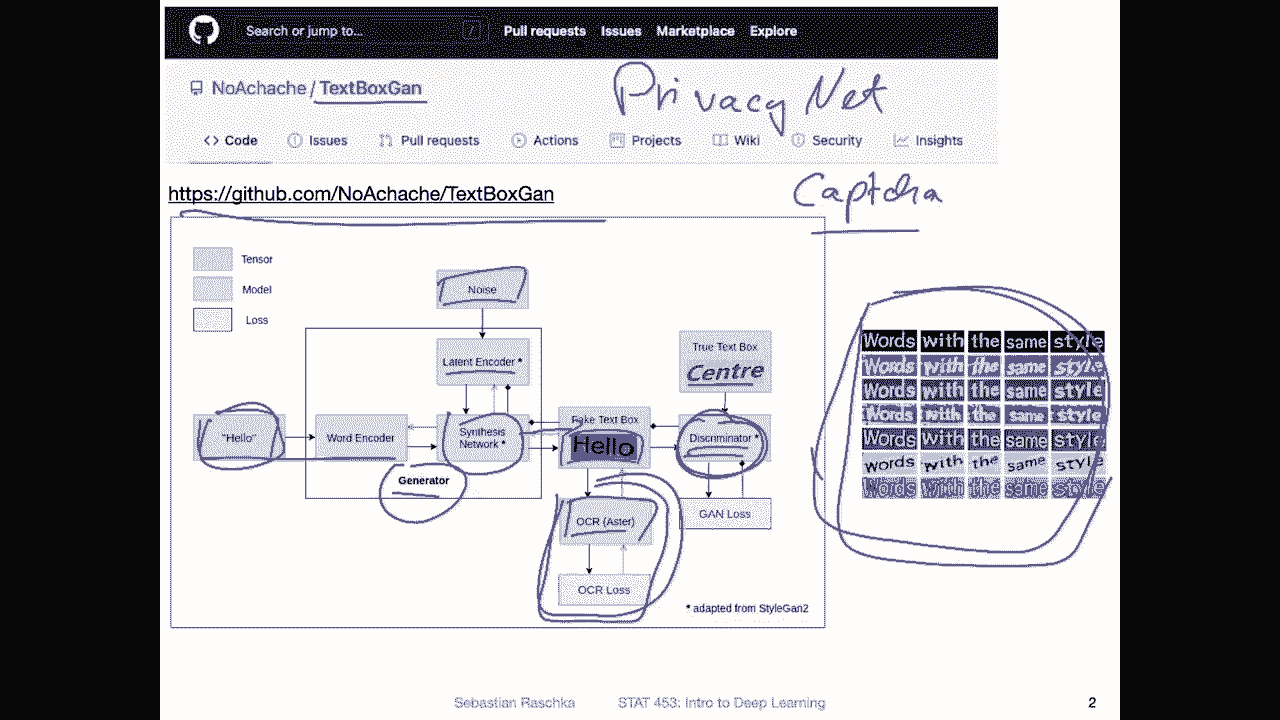 Search or jump to... / Pull requests Issues Marketplace Explore
NoAchache / TextBoxGan
Privacy Net
Code Issues Pull requests Actions Projects Wiki Security Insights
https://github.com/NoAchache/TextBoxGan
Captcha
Tensor
Model
Loss
Noise
Latent Encoder *
True Text Box
Centre
"Hello"
Word Encoder
Synthesis
Network *
Fake Text Box
Hello
Discriminator *
Generator
OCR (Aster)
GAN Loss
OCR Loss
* adapted from StyleGan2
Words with the same style
Words with the same style
Words with the same style
Words with the same style
Words with the same style
Words with the same style
Words with the same style
Sebastian Raschka STAT 453: Intro to Deep Learning 2